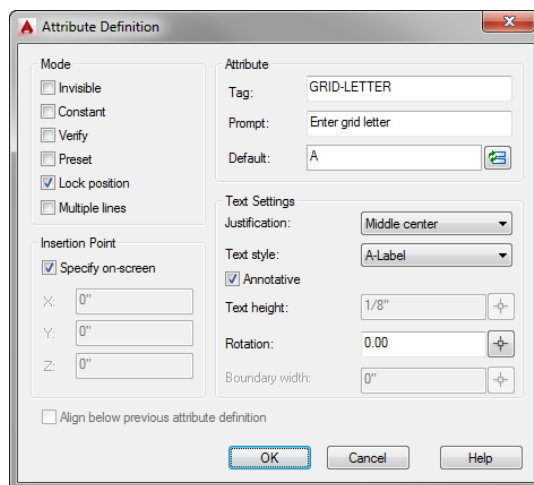 Attribute Definition
Mode
Invisible
Constant
Verify
Preset
Lock position
Multiple lines
Insertion Point
Specify on-screen
X: 0"
Y: 0"
Z: 0"
Attribute
Tag: GRID-LETTER
Prompt: Enter grid letter
Default: A
Text Settings
Justification: Middle center
Text style: A-Label
Annotative
Text height: 1/8"
Rotation: 0.00
Boundary width: 0"
Align below previous attribute definition
OK Cancel Help